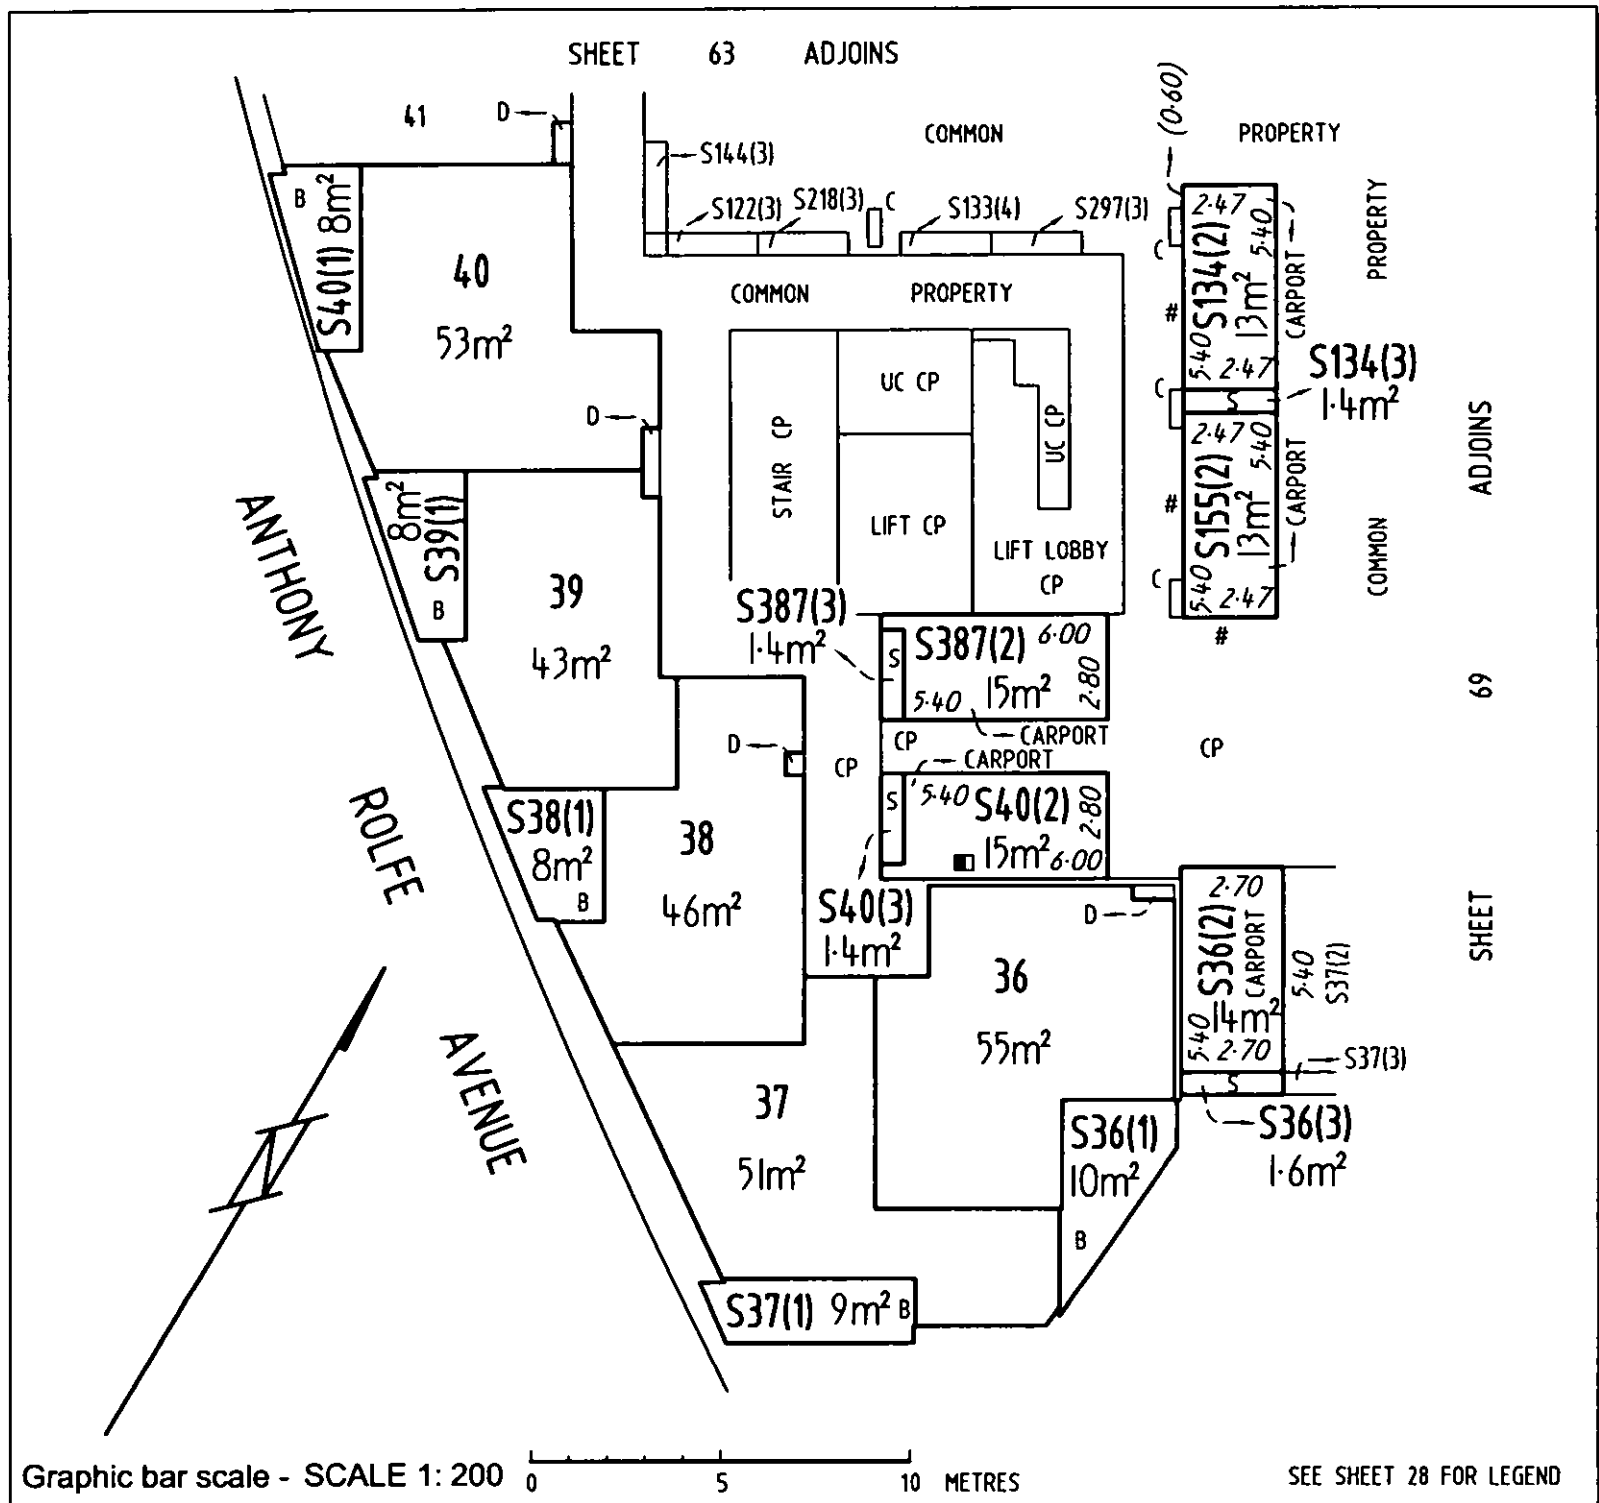 SHEET 63 ADJOINS
41
D
COMMON
PROPERTY
(0·60)
S144(3)
S122(3)
S218(3)
C
S133(4)
S297(3)
PROPERTY
B
S40(1) 8m²
40
53m²
COMMON PROPERTY
2·47
5·40
S134(2)
13m²
5·40
2·47
CARPORT
C
#
S134(3)
1·4m²
C
S
UC CP
UC CP
STAIR CP
LIFT CP
LIFT LOBBY
CP
D
2·47
5·40
S155(2)
13m²
5·40
2·47
CARPORT
#
C
#
ADJOINS
COMMON
8m²
S39(1)
B
39
43m²
S387(3)
1·4m²
S
S387(2)
6·00
2·80
5·40
15m²
CARPORT
CP
CARPORT
CP
CP
69
SHEET
D
S38(1)
8m²
B
38
46m²
S
5·40
S40(2)
2·80
15m²
6·00
S40(3)
1·4m²
D
36
55m²
2·70
S36(2)
CARPORT
14m²
5·40
2·70
5·40
S37(2)
S37(3)
S
S36(3)
1·6m²
S36(1)
10m²
B
37
51m²
S37(1) 9m² B
ANTHONY
ROLFE
AVENUE
Graphic bar scale - SCALE 1: 200
0 5 10 METRES
SEE SHEET 28 FOR LEGEND